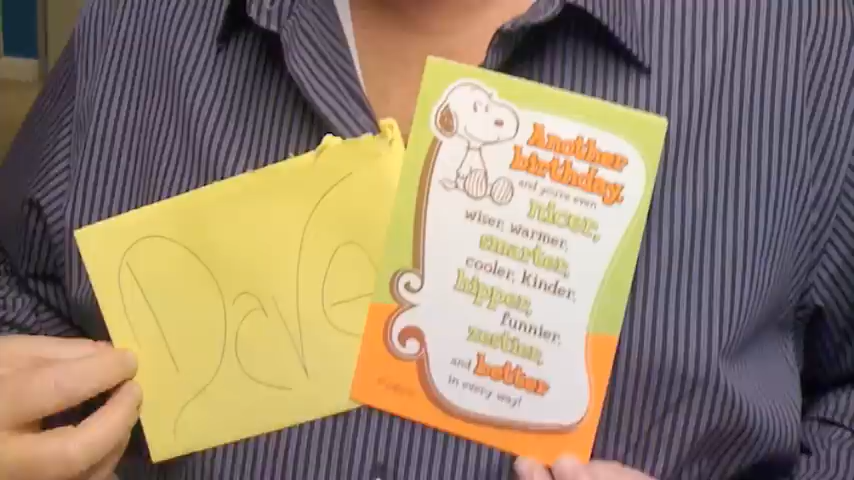 Dave
Another
birthday,
and you're even
nicer,
wiser, warmer,
smarter,
cooler, kinder,
hipper,
funnier,
zestier,
and better
in every way!